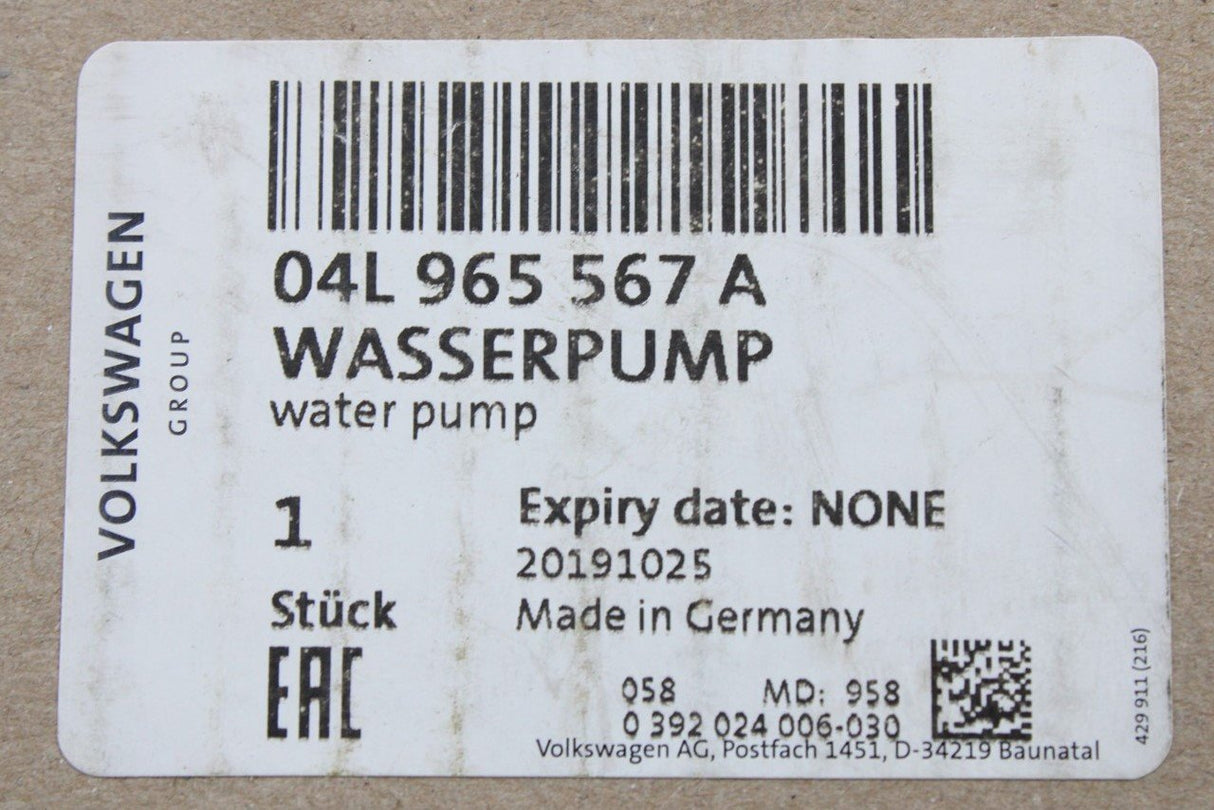 VOLKSWAGEN
GROUP
04L 965 567 A
WASSERPUMP
water pump
1
Stück
EAC
Expiry date: NONE
20191025
Made in Germany
058 MD: 958
0 392 024 006-030
Volkswagen AG, Postfach 1451, D-34219 Baunatal
429 911 (216)